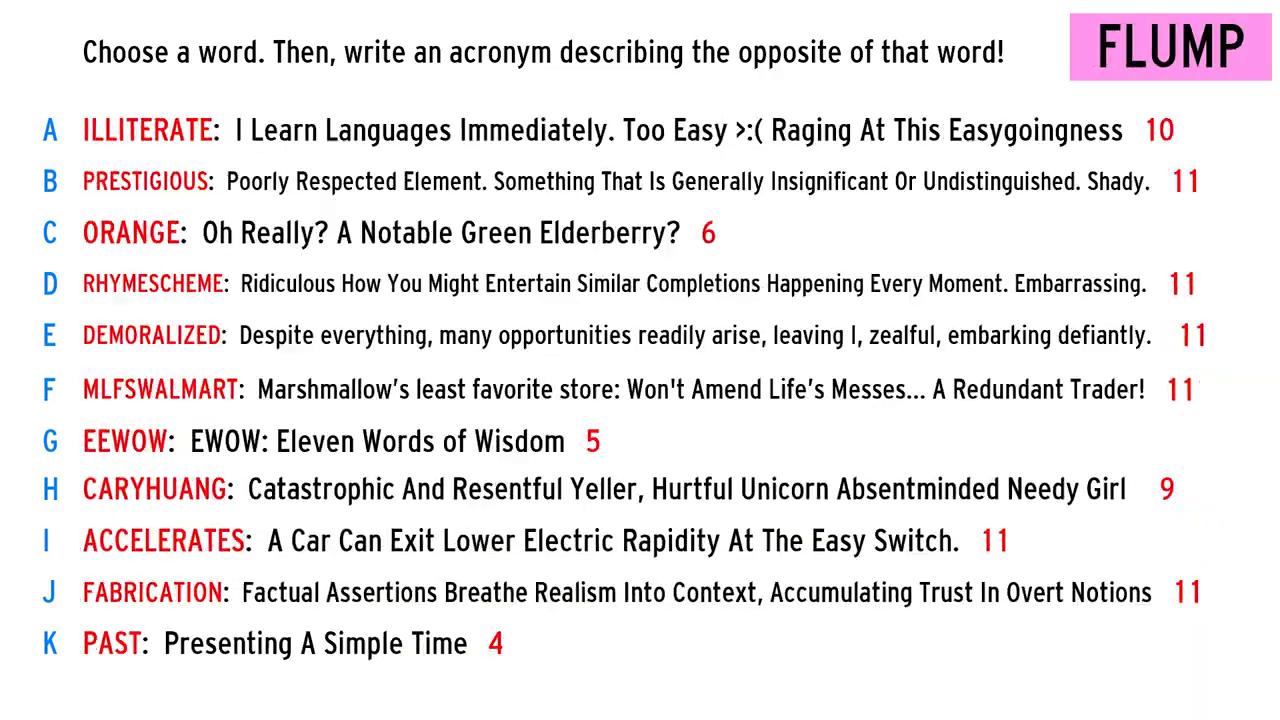 Choose a word. Then, write an acronym describing the opposite of that word! FLUMP
A ILLITERATE: I Learn Languages Immediately. Too Easy >:( Raging At This Easygoingness 10
B PRESTIGIOUS: Poorly Respected Element. Something That Is Generally Insignificant Or Undistinguished. Shady. 11
C ORANGE: Oh Really? A Notable Green Elderberry? 6
D RHYMESCHEME: Ridiculous How You Might Entertain Similar Completions Happening Every Moment. Embarrassing. 11
E DEMORALIZED: Despite everything, many opportunities readily arise, leaving I, zealful, embarking defiantly. 11
F MLFSWALMART: Marshmallow’s least favorite store: Won't Amend Life’s Messes... A Redundant Trader! 11
G EEWOW: EWOW: Eleven Words of Wisdom 5
H CARYHUANG: Catastrophic And Resentful Yeller, Hurtful Unicorn Absentminded Needy Girl 9
I ACCELERATES: A Car Can Exit Lower Electric Rapidity At The Easy Switch. 11
J FABRICATION: Factual Assertions Breathe Realism Into Context, Accumulating Trust In Overt Notions 11
K PAST: Presenting A Simple Time 4